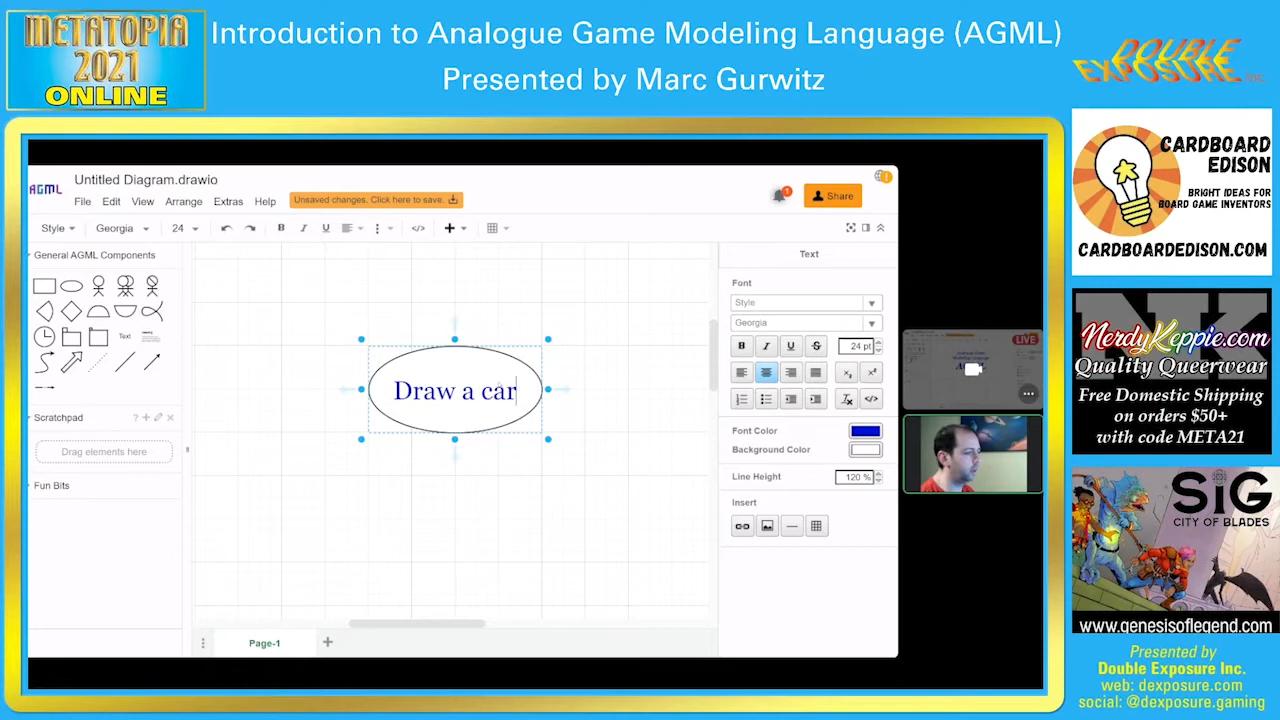 METATOPIA
2021
ONLINE
Introduction to Analogue Game Modeling Language (AGML)
Presented by Marc Gurwitz
DOUBLE
EXPOSURE
CARDBOARD
EDISON
BRIGHT IDEAS FOR
BOARD GAME INVENTORS
CARDBOARDEDISON.COM
NK
NerdyKeppie.com
Quality Queerwear
Free Domestic Shipping
on orders $50+
with code META21
SiG
CITY OF BLADES
www.genesisoflegend.com
Presented by
Double Exposure Inc.
web: dexposure.com
social: @dexposure.gaming
AGML
Untitled Diagram.drawio
File Edit View Arrange Extras Help
Unsaved changes. Click here to save.
1
Share
Style Georgia 24 B I U
General AGML Components
Text
Scratchpad
Drag elements here
Fun Bits
Draw a car
Page-1
Text
Font
Style
Georgia
B I U S 24 pt
Font Color
Background Color
Line Height 120 %
Insert
LIVE